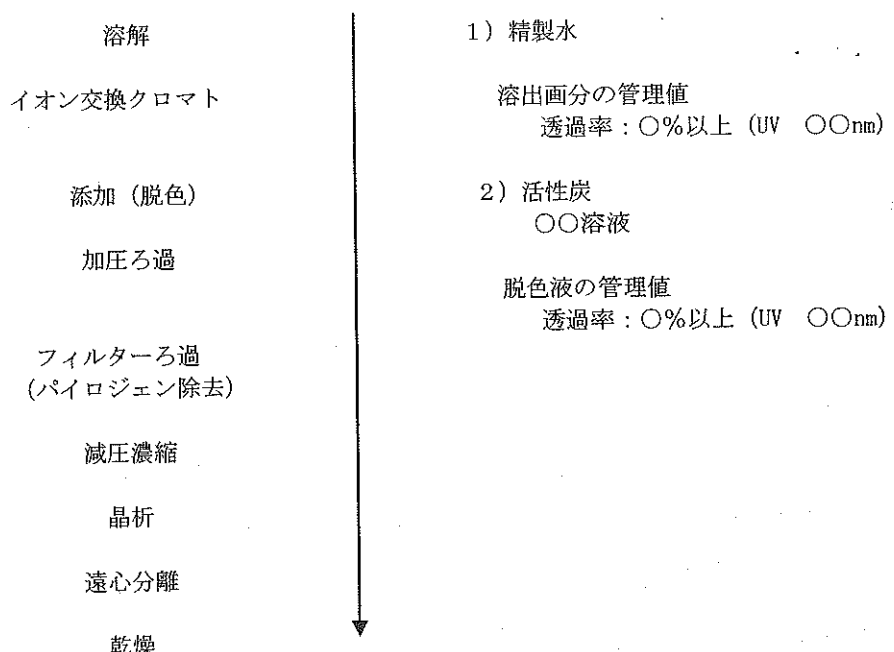 溶解
1) 精製水
イオン交換クロマト
溶出画分の管理値
透過率：○％以上（UV ○○nm）
添加（脱色）
2) 活性炭
○○溶液
加圧ろ過
脱色液の管理値
透過率：○％以上（UV ○○nm）
フィルターろ過
(パイロジェン除去)
減圧濃縮
晶析
遠心分離
乾燥